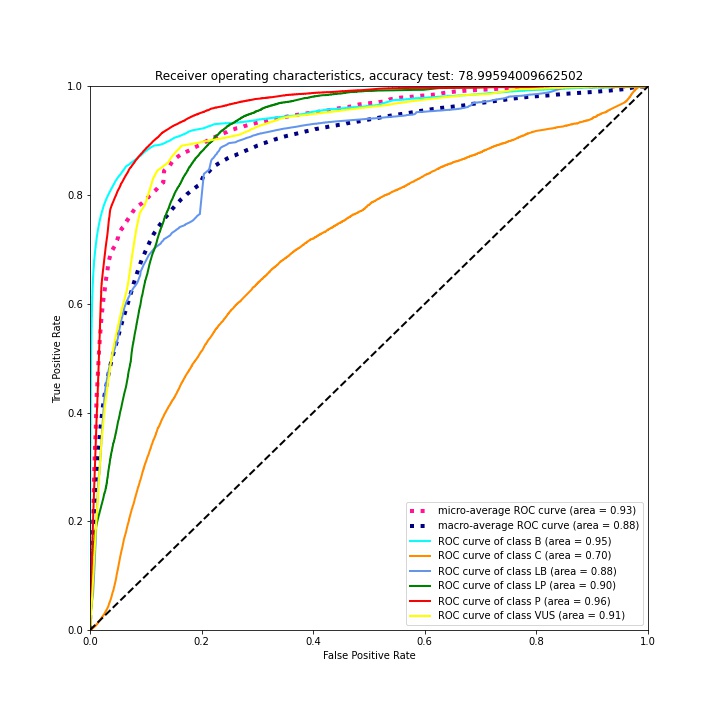 Receiver operating characteristics, accuracy test: 78.99594009662502
1.0
0.8
0.6
0.4
0.2
0.0
True Positive Rate
micro-average ROC curve (area = 0.93)
macro-average ROC curve (area = 0.88)
ROC curve of class B (area = 0.95)
ROC curve of class C (area = 0.70)
ROC curve of class LB (area = 0.88)
ROC curve of class LP (area = 0.90)
ROC curve of class P (area = 0.96)
ROC curve of class VUS (area = 0.91)
0.0 0.2 0.4 0.6 0.8 1.0
False Positive Rate